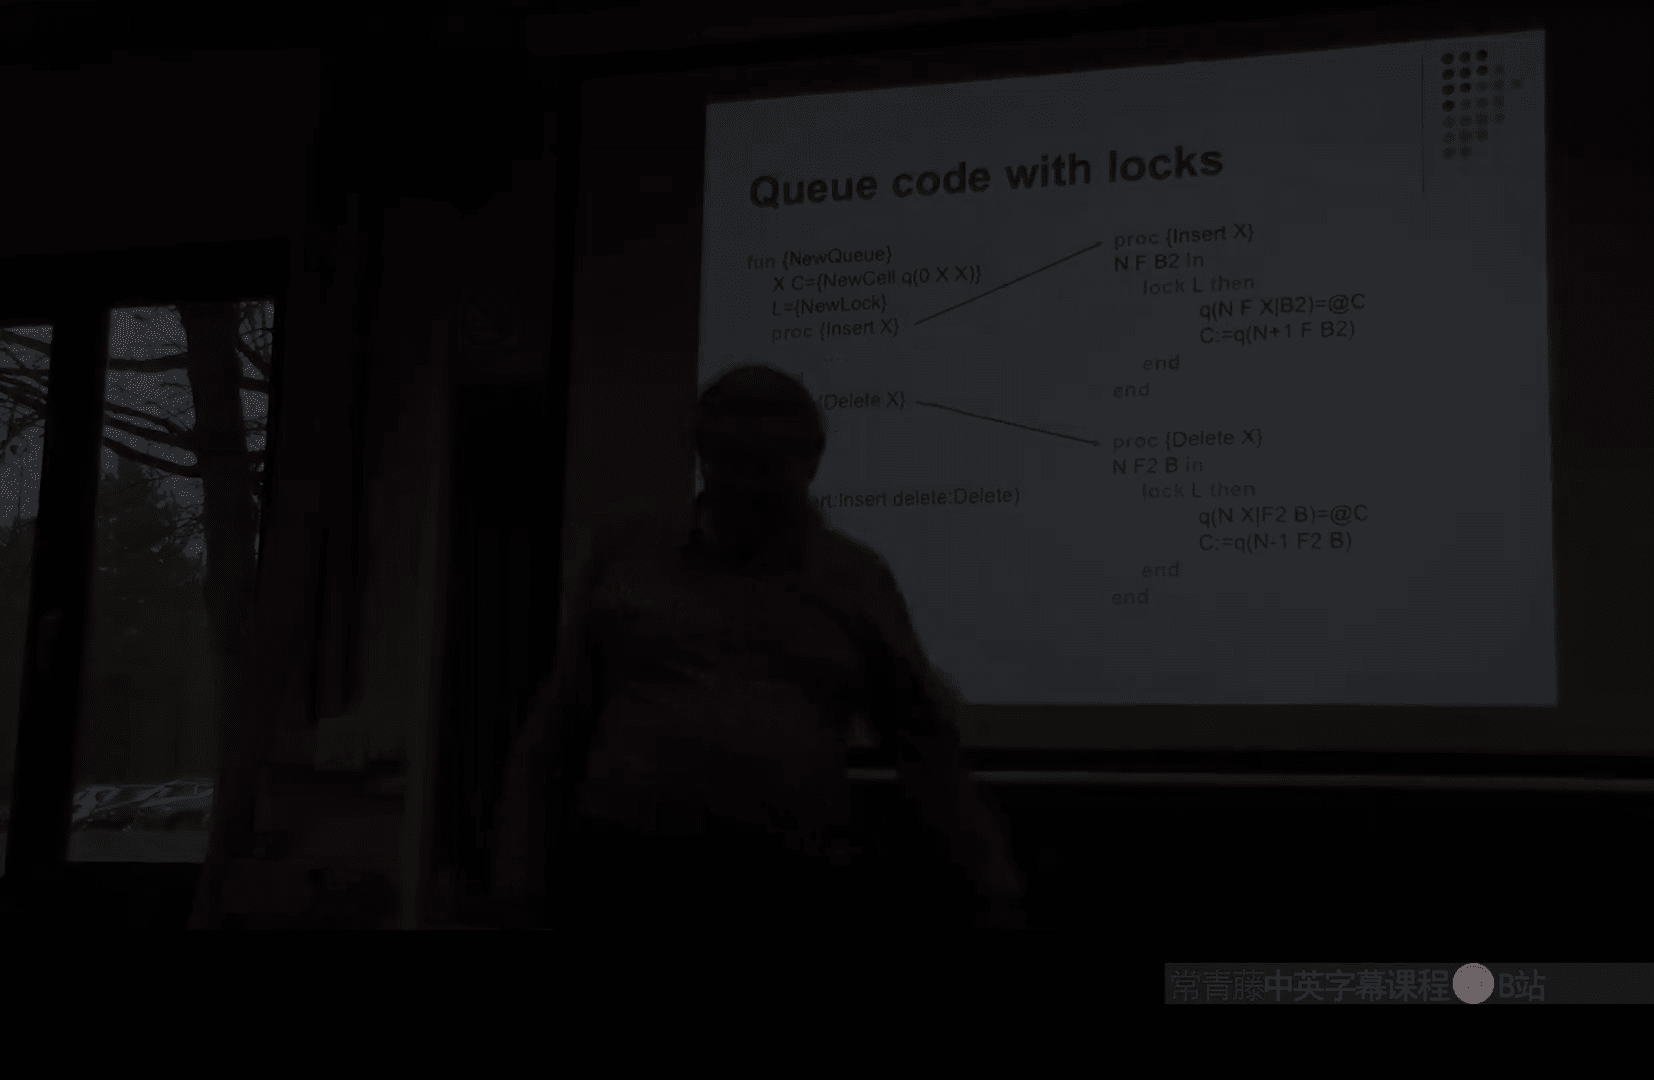 Queue code with locks
fun {NewQueue}
X C={NewCell q(0 X X)}
L={NewLock}
proc {Insert X}
{Delete X}
ert:Insert delete:Delete)
proc {Insert X}
N F B2 in
lock L then
q(N F X|B2)=@C
C:=q(N+1 F B2)
end
end
proc {Delete X}
N F2 B in
lock L then
q(N X|F2 B)=@C
C:=q(N-1 F2 B)
end
end
常青藤中英字幕课程 B站